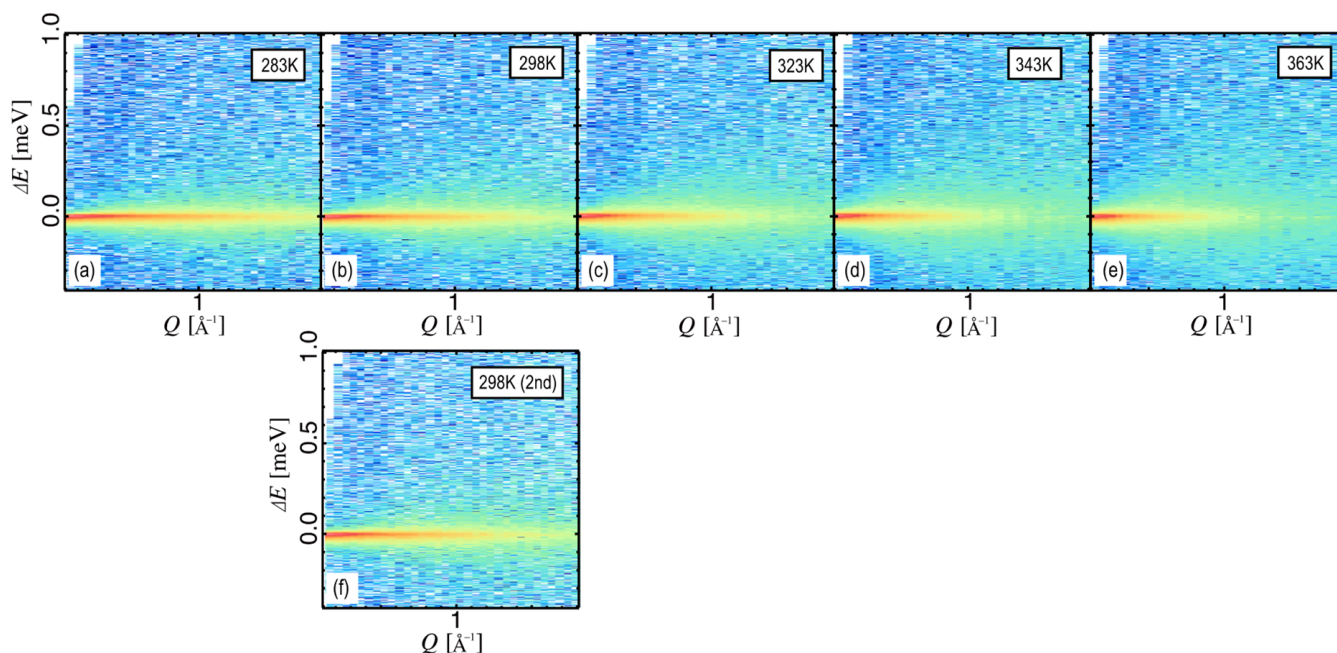 1.0
0.5
0.0
ΔE [meV]
283K
298K
323K
343K
363K
(a)
(b)
(c)
(d)
(e)
1
1
1
1
1
Q [Å⁻¹]
Q [Å⁻¹]
Q [Å⁻¹]
Q [Å⁻¹]
Q [Å⁻¹]
1.0
0.5
0.0
ΔE [meV]
298K (2nd)
(f)
1
Q [Å⁻¹]